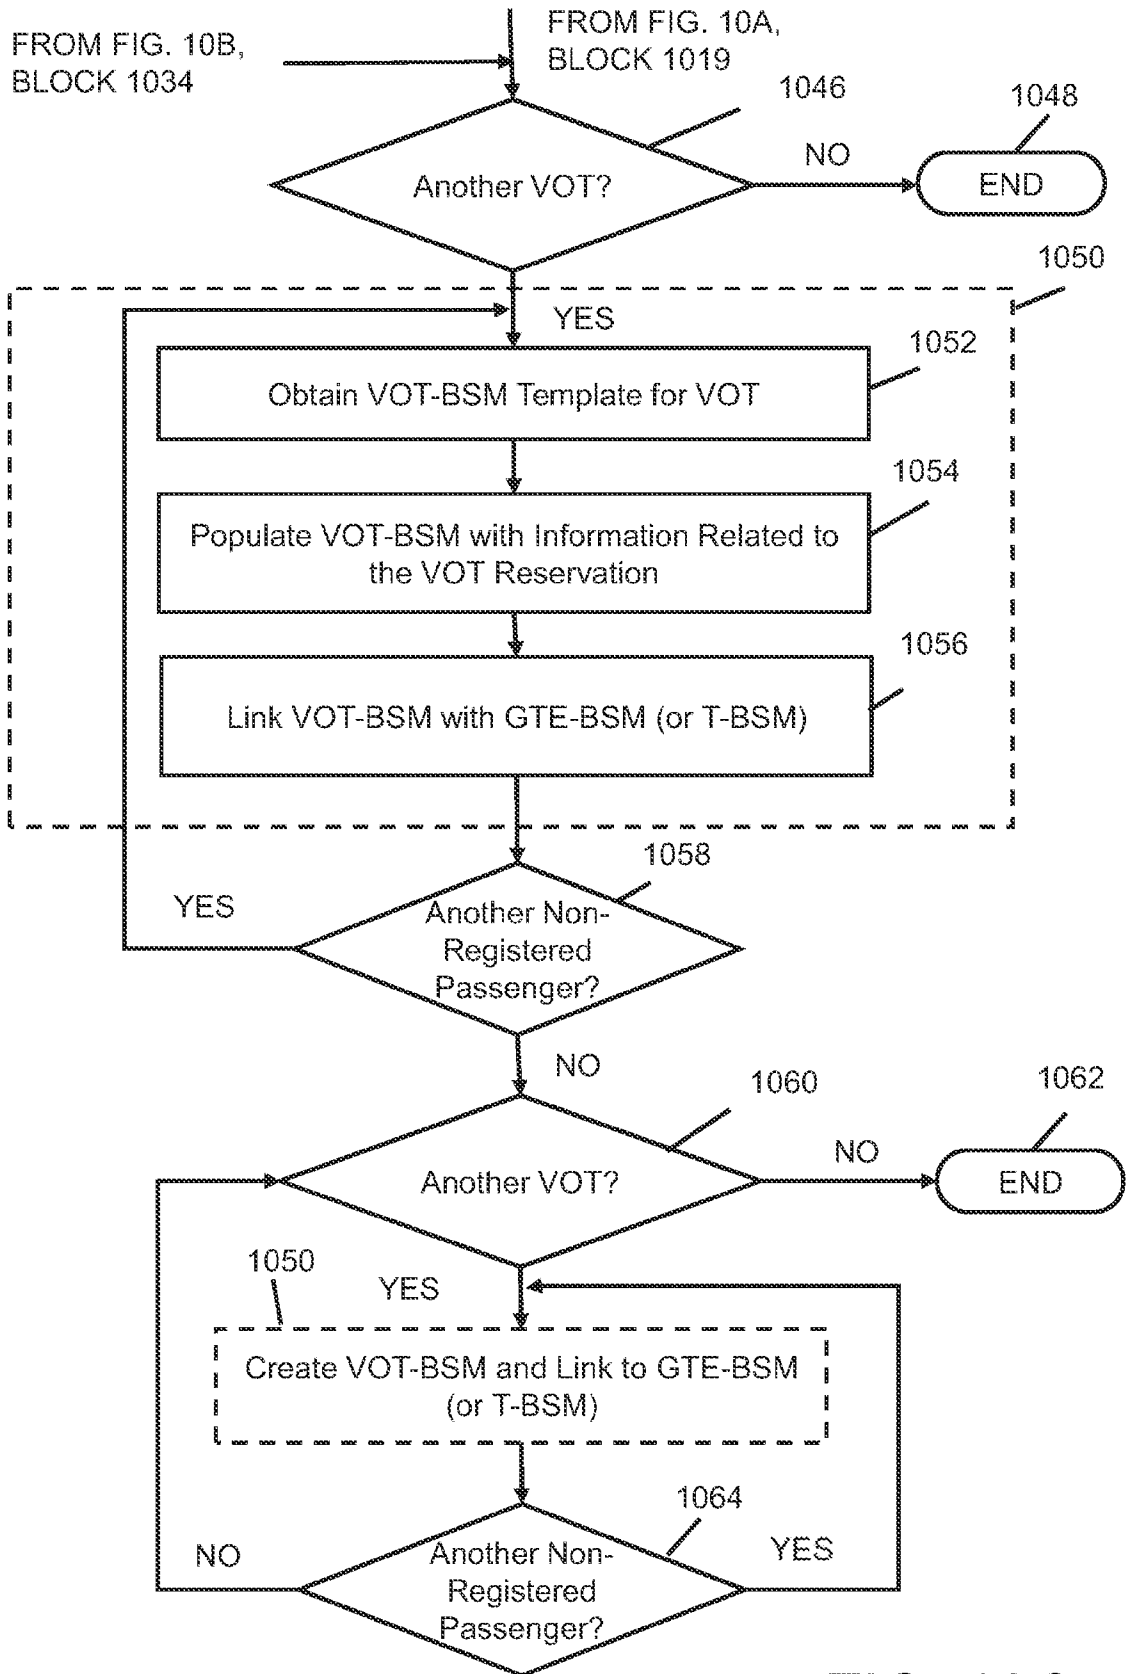 FROM FIG. 10B,
BLOCK 1034
FROM FIG. 10A,
BLOCK 1019
1046
1048
Another VOT?
NO
END
1050
YES
1052
Obtain VOT-BSM Template for VOT
1054
Populate VOT-BSM with Information Related to
the VOT Reservation
1056
Link VOT-BSM with GTE-BSM (or T-BSM)
1058
YES
Another Non-
Registered
Passenger?
NO
1060
1062
Another VOT?
NO
END
1050
YES
Create VOT-BSM and Link to GTE-BSM
(or T-BSM)
1064
NO
Another Non-
Registered
Passenger?
YES